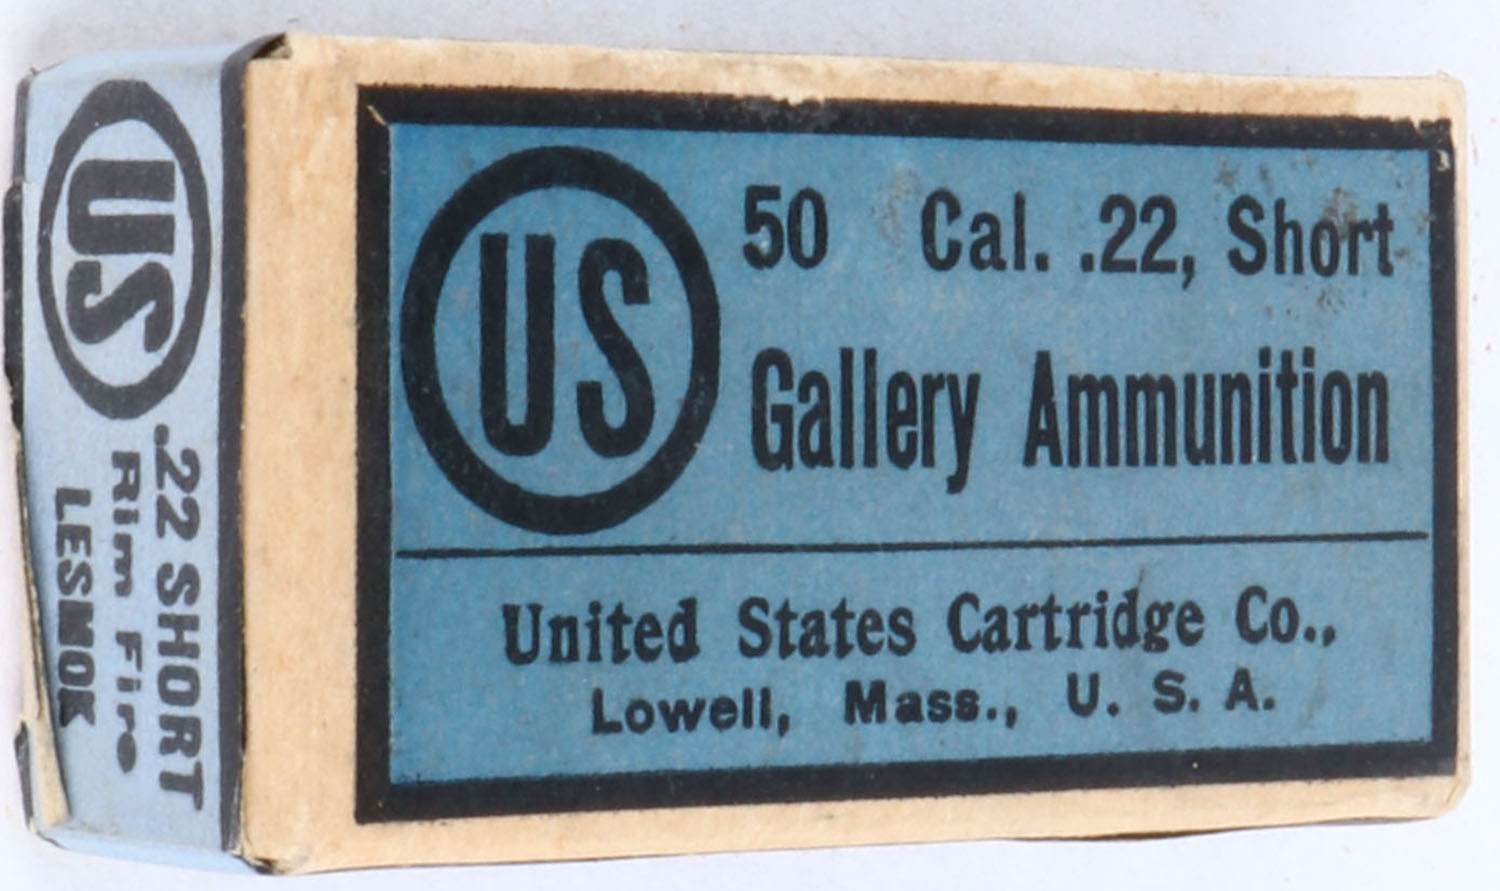 US
.22 SHORT
Rim Fire
LESMOK
US
50 Cal. .22, Short
Gallery Ammunition
United States Cartridge Co.,
Lowell, Mass., U. S. A.